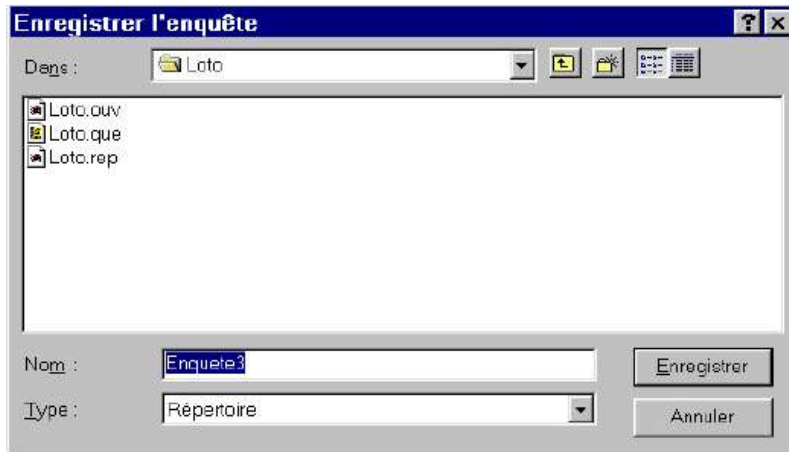 Enregistrer l'enquête
Dans :
Loto
Loto.ouv
Loto.que
Loto.rep
Nom :
Enquete3
Enregistrer
Type :
Répertoire
Annuler